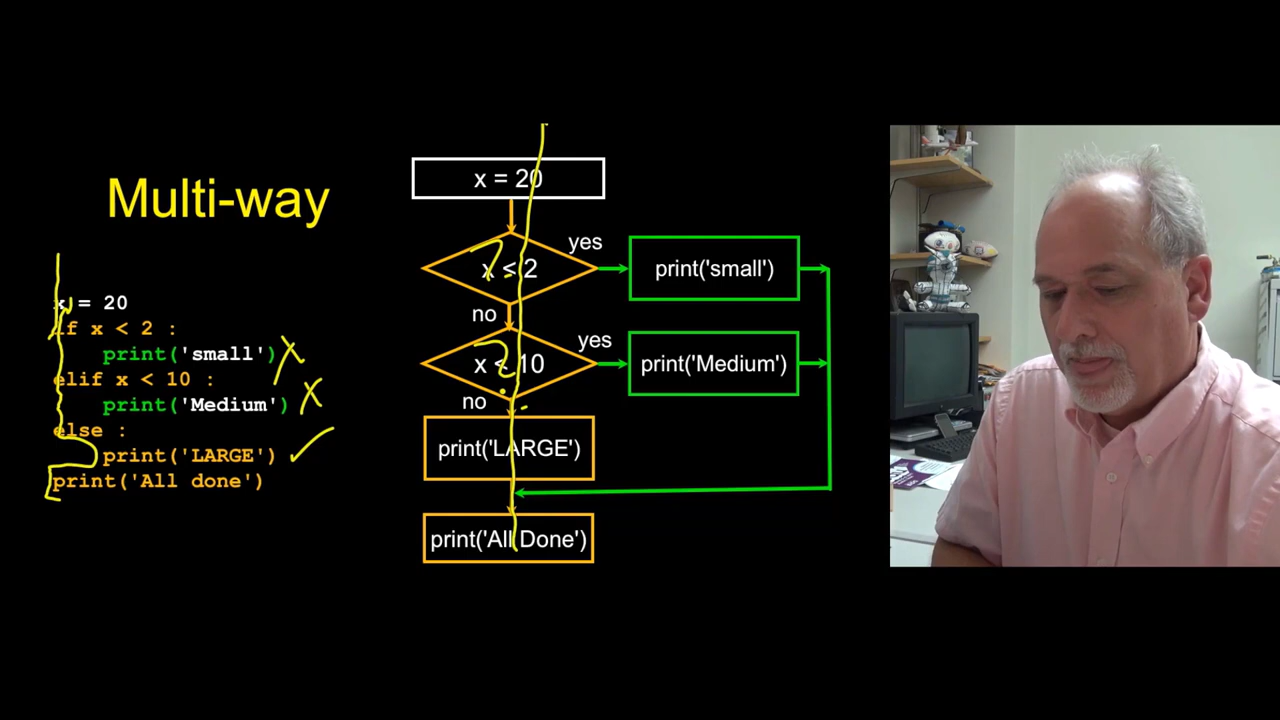 Multi-way
x = 20
if x < 2 :
print('small')
elif x < 10 :
print('Medium')
else :
print('LARGE')
print('All done')
x = 20
x < 2
yes
print('small')
no
x < 10
yes
print('Medium')
no
print('LARGE')
print('All Done')